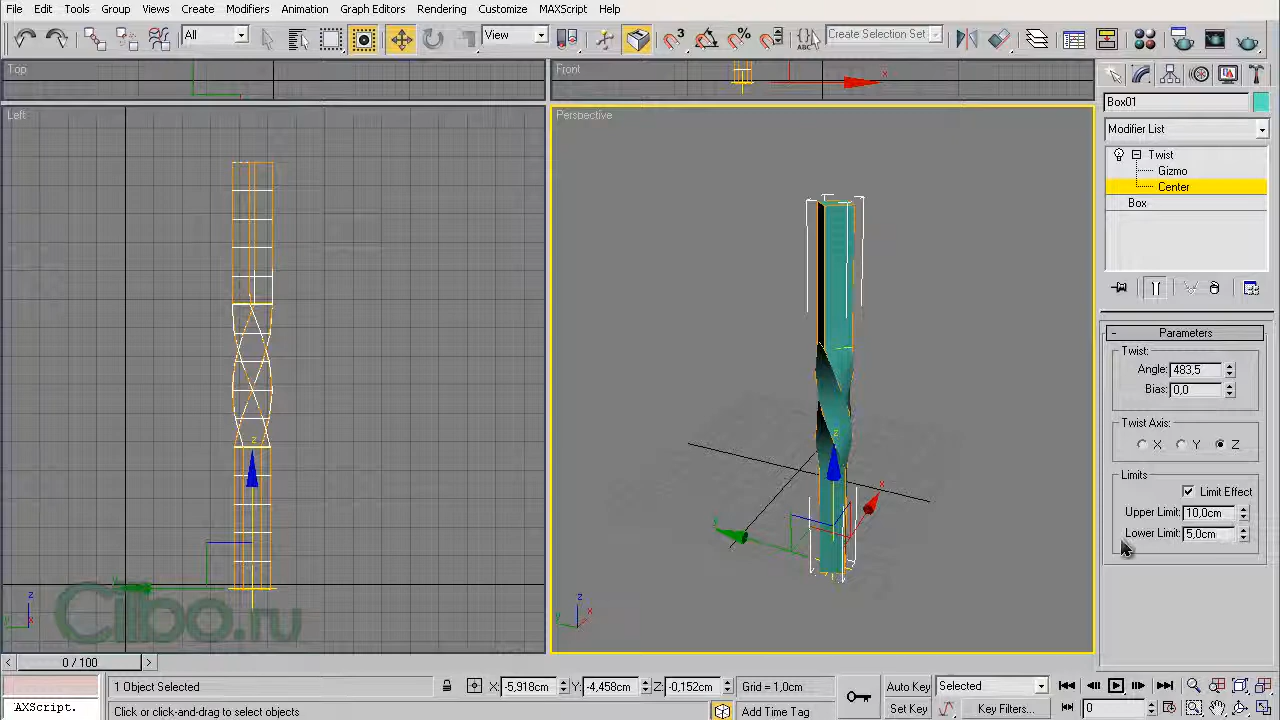 File Edit Tools Group Views Create Modifiers Animation Graph Editors Rendering Customize MAXScript Help
All View 3 % ABC Create Selection Set
Top Front
x
Left Perspective
Box01
Modifier List
Twist
Gizmo
Center
Box
Parameters
Twist:
Angle: 483,5
Bias: 0,0
Twist Axis:
X Y Z
Limits
Limit Effect
Upper Limit: 10,0cm
Lower Limit: 5,0cm
z
z
x
y
y
Cilbo.ru
z
y x
z
y x
0 / 100
1 Object Selected X -5,918cm Y -4,458cm Z -0,152cm Grid = 1,0cm Auto Key Selected
AXScript. Click or click-and-drag to select objects Add Time Tag Set Key Key Filters... 0